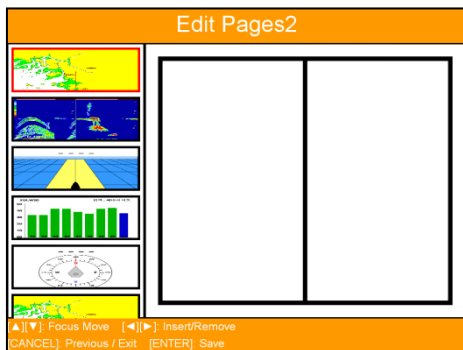 Edit Pages2
[▲][▼]: Focus Move   [◄][►]: Insert/Remove
[CANCEL]: Previous / Exit   [ENTER]: Save